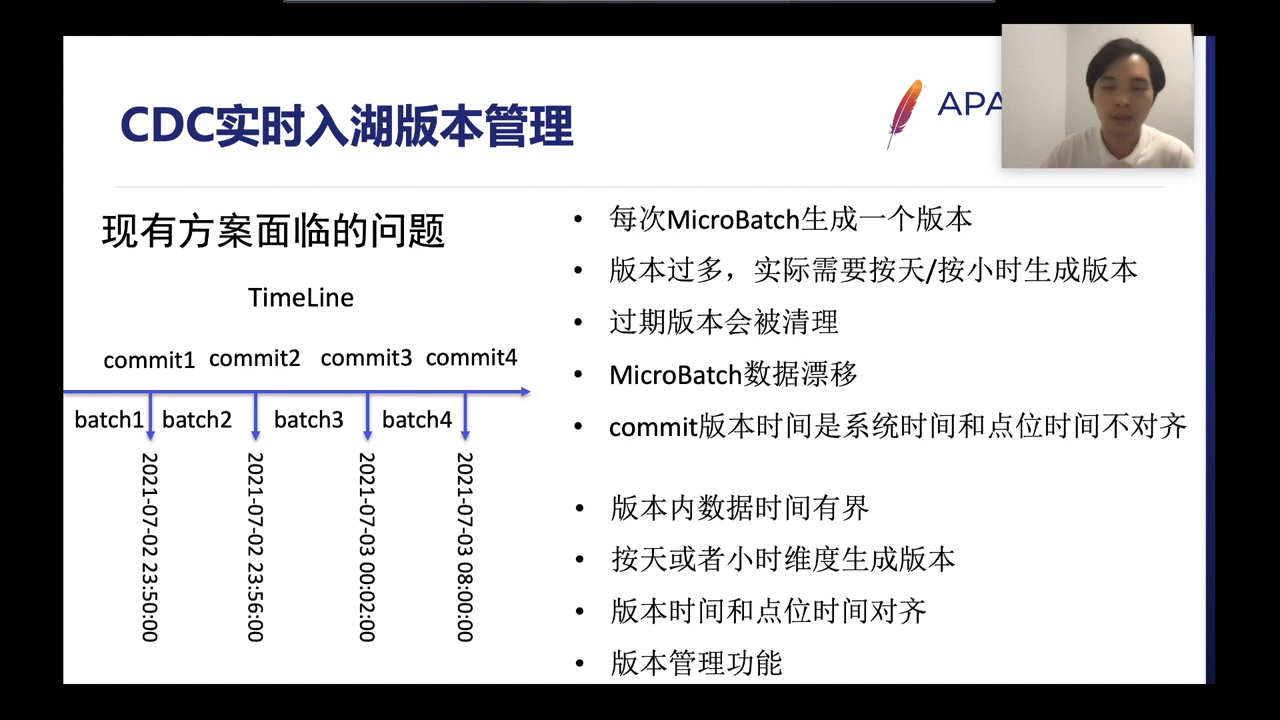 CDC实时入湖版本管理
APA
现有方案面临的问题
TimeLine
commit1 commit2 commit3 commit4
batch1 batch2 batch3 batch4
2021-07-02 23:50:00
2021-07-02 23:56:00
2021-07-03 00:02:00
2021-07-03 08:00:00
• 每次MicroBatch生成一个版本
• 版本过多，实际需要按天/按小时生成版本
• 过期版本会被清理
• MicroBatch数据漂移
• commit版本时间是系统时间和点位时间不对齐
• 版本内数据时间有界
• 按天或者小时维度生成版本
• 版本时间和点位时间对齐
• 版本管理功能